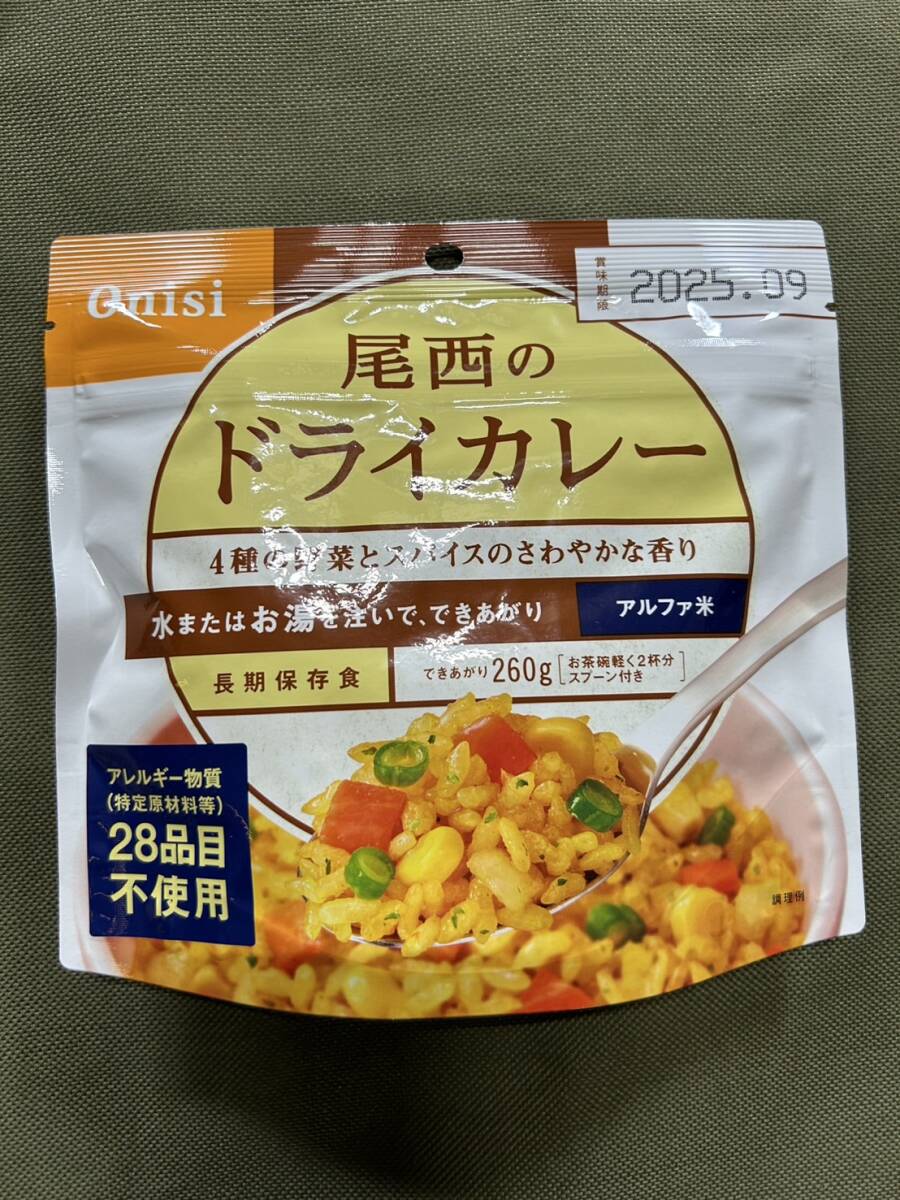 Onisi
賞味期限
2025.09
尾西の
ドライカレー
4種の野菜とスパイスのさわやかな香り
水またはお湯を注いで、できあがり
アルファ米
長期保存食
できあがり260g
お茶碗軽く2杯分
スプーン付き
アレルギー物質
(特定原材料等)
28品目
不使用
調理例